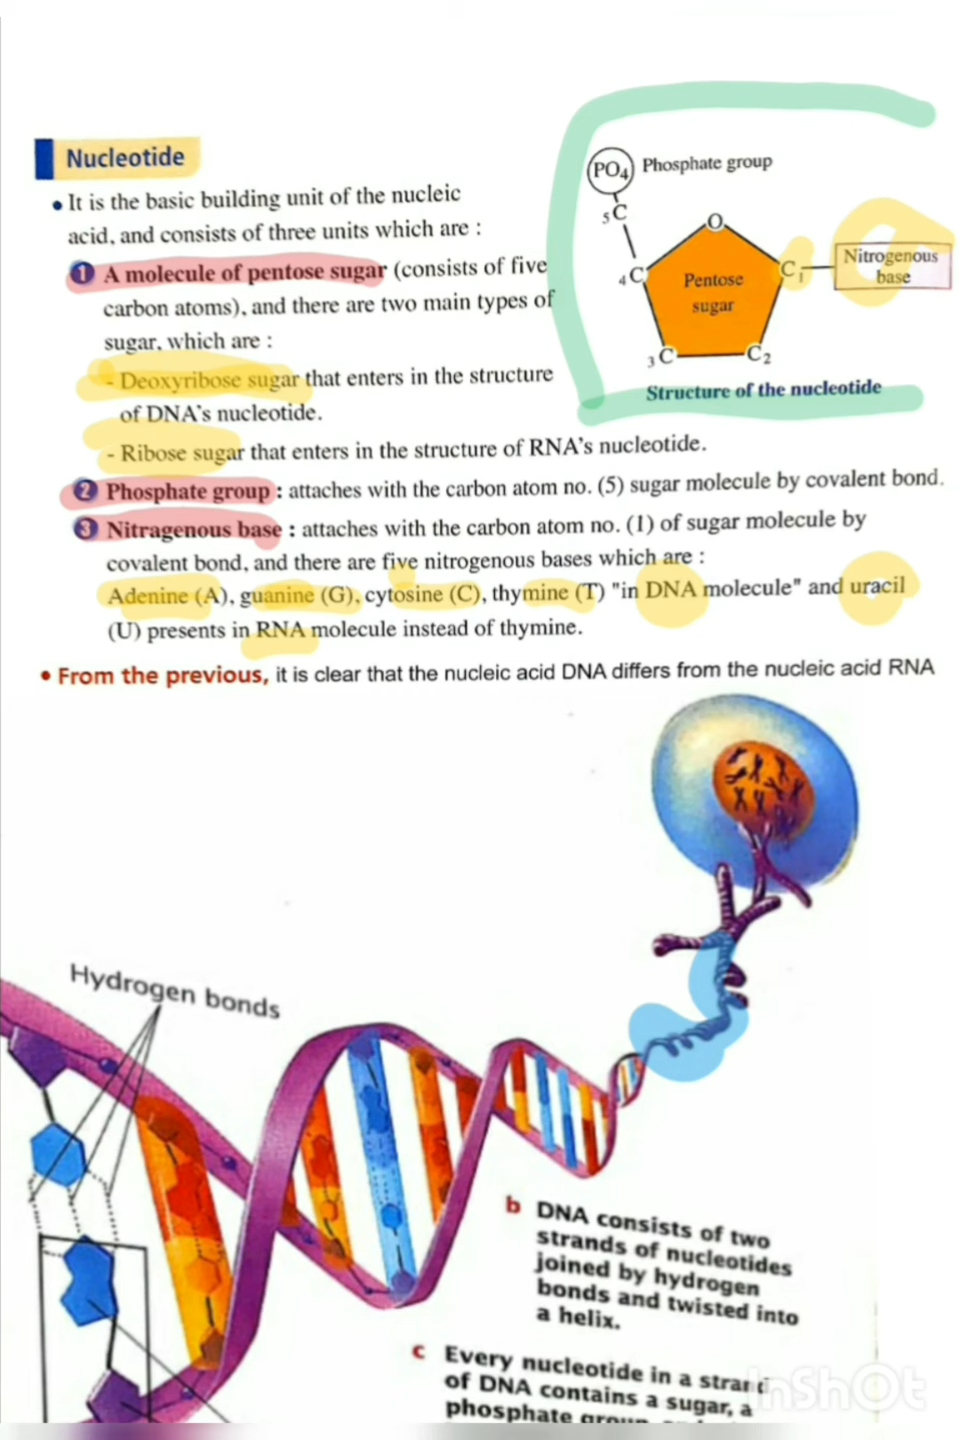 Nucleotide
• It is the basic building unit of the nucleic
acid, and consists of three units which are :
1 A molecule of pentose sugar (consists of five
carbon atoms), and there are two main types of
sugar, which are :
- Deoxyribose sugar that enters in the structure
of DNA's nucleotide.
- Ribose sugar that enters in the structure of RNA's nucleotide.
PO4 Phosphate group
5C
O
4C
Pentose
sugar
C1
Nitrogenous
base
3C
C2
Structure of the nucleotide
2 Phosphate group : attaches with the carbon atom no. (5) sugar molecule by covalent bond.
3 Nitragenous base : attaches with the carbon atom no. (1) of sugar molecule by
covalent bond, and there are five nitrogenous bases which are :
Adenine (A), guanine (G), cytosine (C), thymine (T) "in DNA molecule" and uracil
(U) presents in RNA molecule instead of thymine.
• From the previous, it is clear that the nucleic acid DNA differs from the nucleic acid RNA
Hydrogen bonds
b DNA consists of two
strands of nucleotides
joined by hydrogen
bonds and twisted into
a helix.
c Every nucleotide in a strand
of DNA contains a sugar, a
phosphate group
InShOt